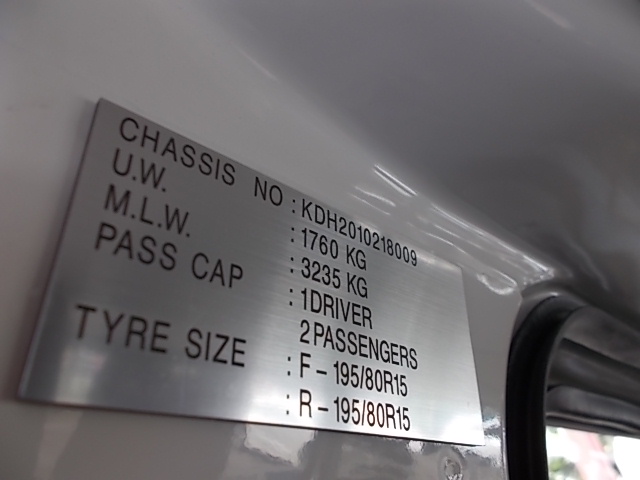 CHASSIS NO : KDH2010218009
U.W. : 1760 KG
M.L.W. : 3235 KG
PASS CAP : 1DRIVER
2PASSENGERS
TYRE SIZE : F - 195/80R15
: R - 195/80R15